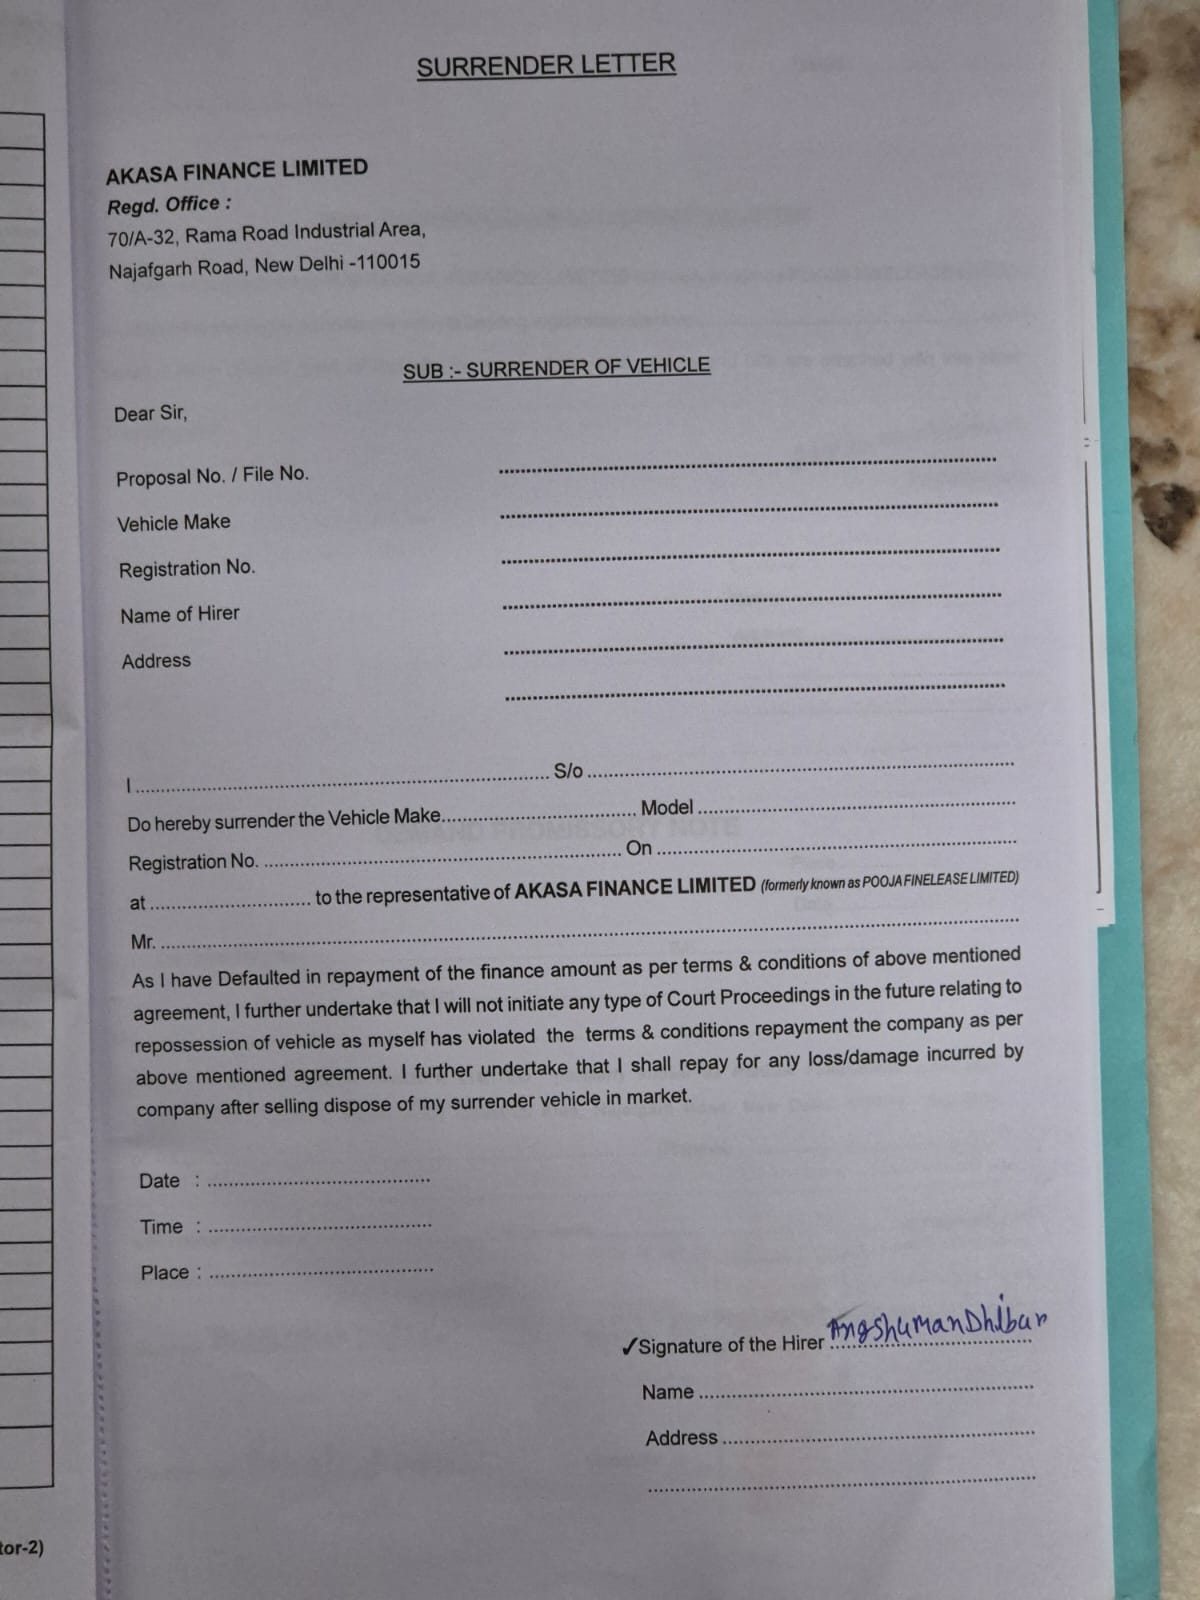 SURRENDER LETTER
AKASA FINANCE LIMITED
Regd. Office :
70/A-32, Rama Road Industrial Area,
Najafgarh Road, New Delhi -110015
SUB :- SURRENDER OF VEHICLE
Dear Sir,
Proposal No. / File No. ..........
Vehicle Make ..........
Registration No. ..........
Name of Hirer ..........
Address ..........
..........
I .......... S/o ..........
Do hereby surrender the Vehicle Make.......... Model ..........
Registration No. .......... On ..........
at .......... to the representative of AKASA FINANCE LIMITED (formerly known as POOJA FINELEASE LIMITED)
Mr. ..........
As I have Defaulted in repayment of the finance amount as per terms & conditions of above mentioned
agreement, I further undertake that I will not initiate any type of Court Proceedings in the future relating to
repossession of vehicle as myself has violated the terms & conditions repayment the company as per
above mentioned agreement. I further undertake that I shall repay for any loss/damage incurred by
company after selling dispose of my surrender vehicle in market.
Date : ..........
Time : ..........
Place : ..........
✓Signature of the Hirer Angshuman Dhibar
Name ..........
Address ..........
..........
tor-2)